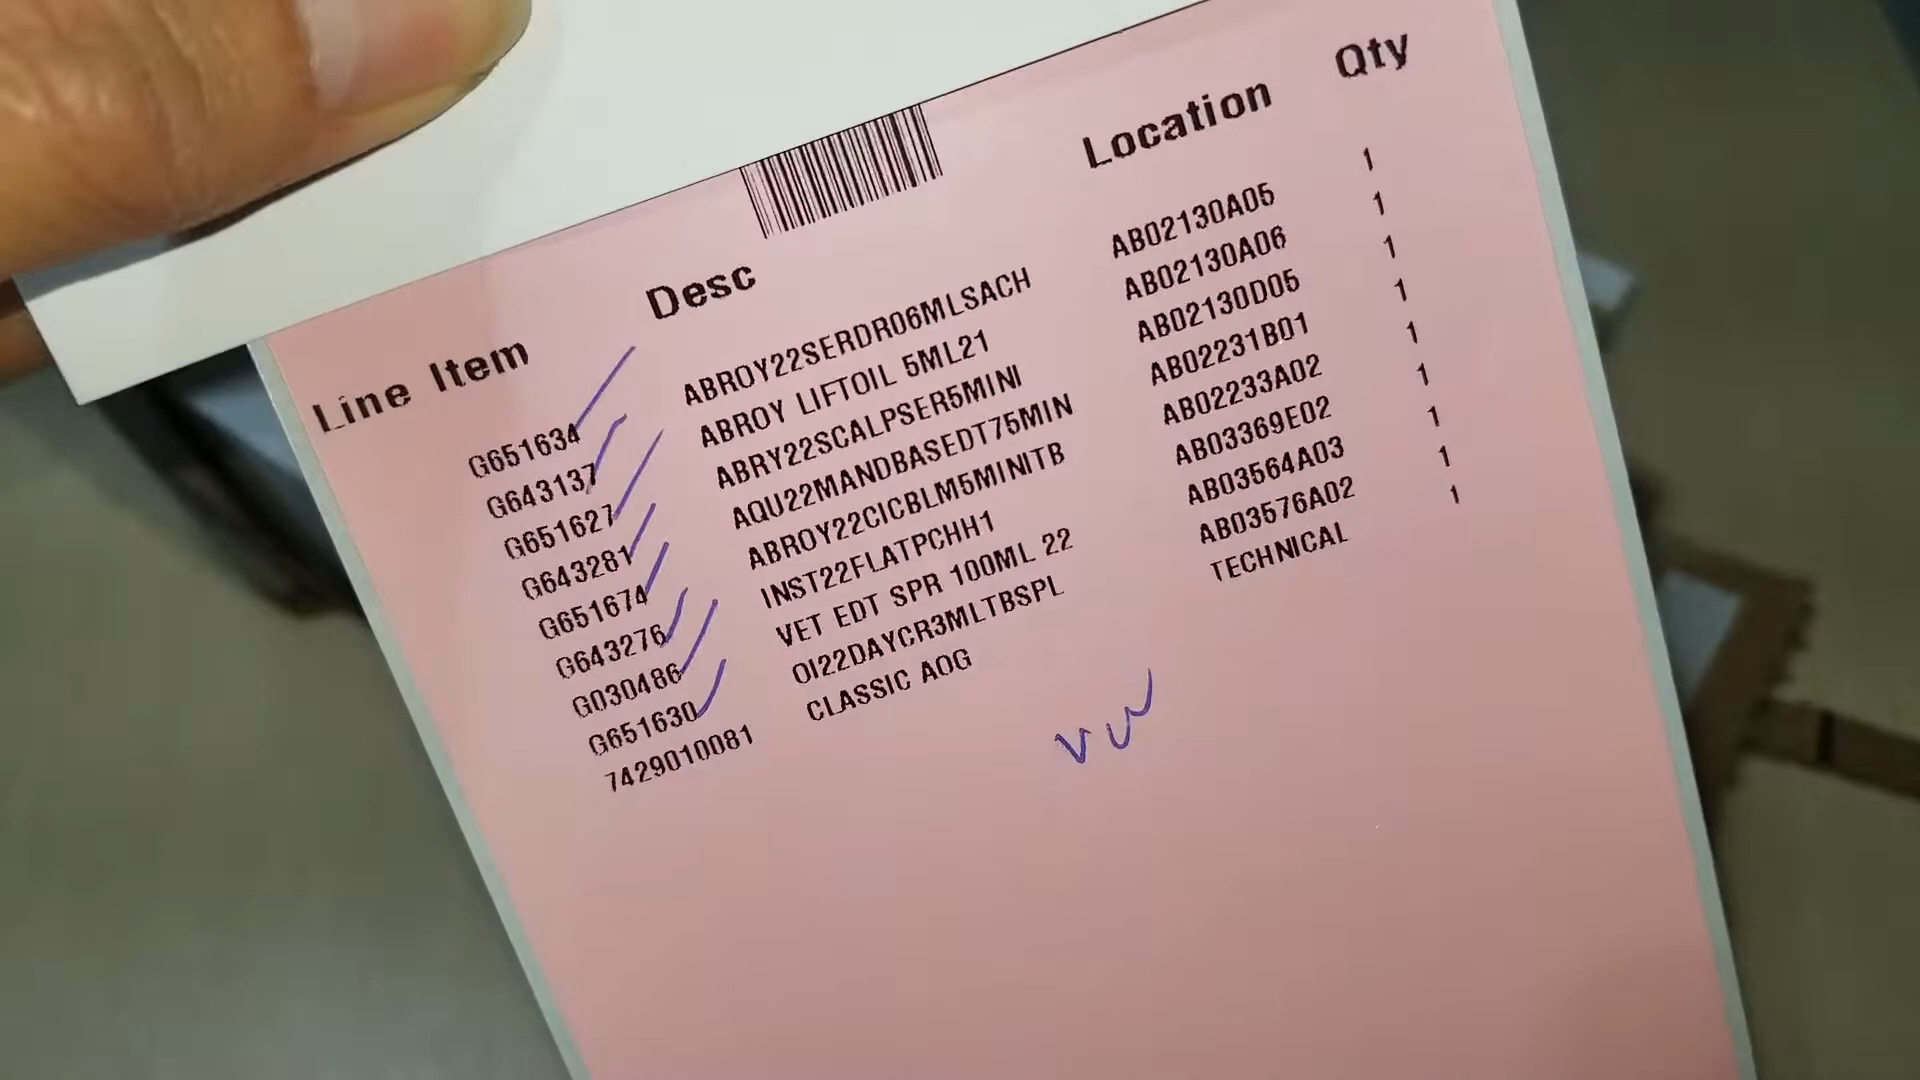 Line Item Desc Location Qty
G651634 ABROY22SERDR06MLSACH AB02130A05 1
G643137 ABROY LIFTOIL 5ML21 AB02130A06 1
G651627 ABRY22SCALPSER5MINI AB02130D05 1
G643281 AQU22MANDBASEDT75MIN AB02231B01 1
G651674 ABROY22CICBLM5MINITB AB02233A02 1
G643276 INST22FLATPCHH1 AB03369E02 1
G030486 VET EDT SPR 100ML 22 AB03564A03 1
G651630 OI22DAYCR3MLTBSPL AB03576A02 1
7429010081 CLASSIC AOG TECHNICAL 1